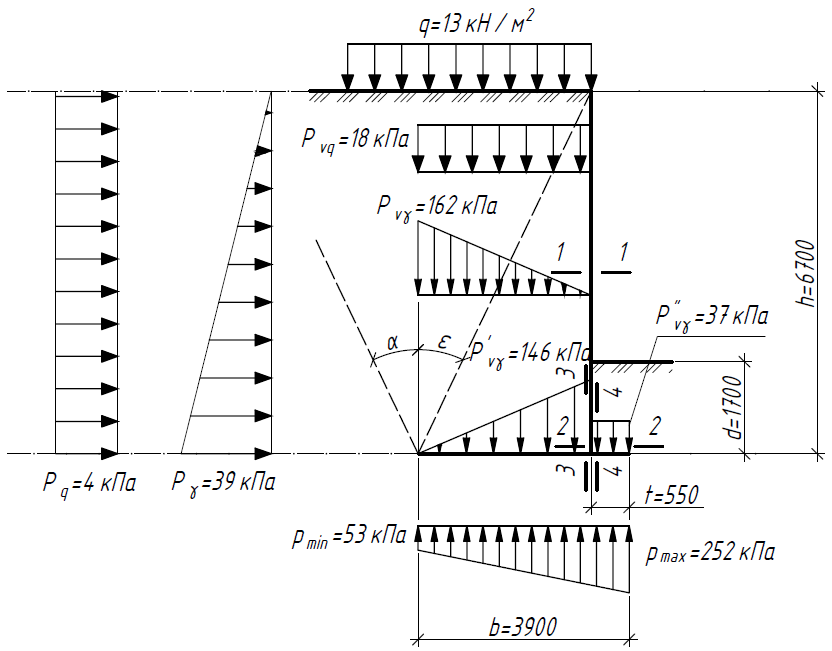 q=13 кН / м²
P vq =18 кПа
P vγ =162 кПа
1 1
P''vγ =37 кПа
h=6700
α ε P'vγ =146 кПа
3 4
d=1700
2 2
3 4
P q =4 кПа P γ =39 кПа
t=550
p min =53 кПа
p max =252 кПа
b=3900